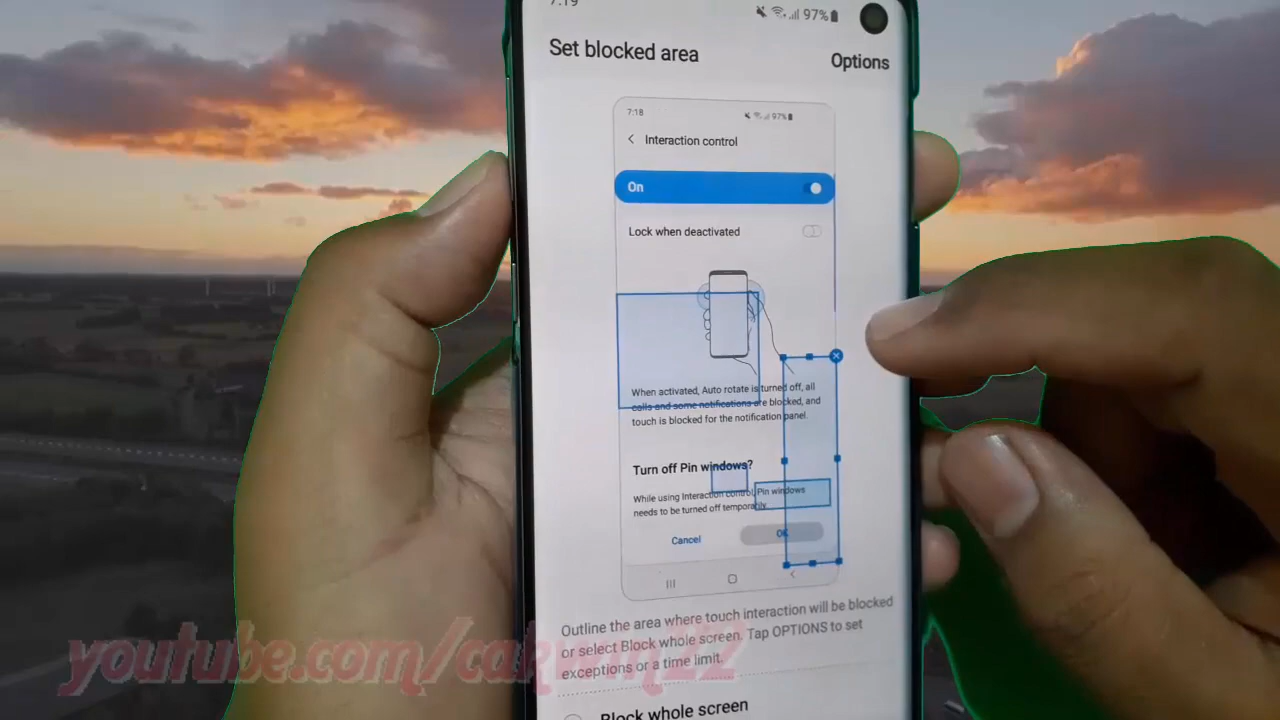 7:19
97%
Set blocked area
Options
7:18
97%
Interaction control
On
Lock when deactivated
When activated, Auto rotate is turned off, all
calls and some notifications are blocked, and
touch is blocked for the notification panel.
Turn off Pin windows?
While using Interaction control, Pin windows
needs to be turned off temporarily.
Cancel
OK
Outline the area where touch interaction will be blocked
or select Block whole screen. Tap OPTIONS to set
exceptions or a time limit.
Block whole screen